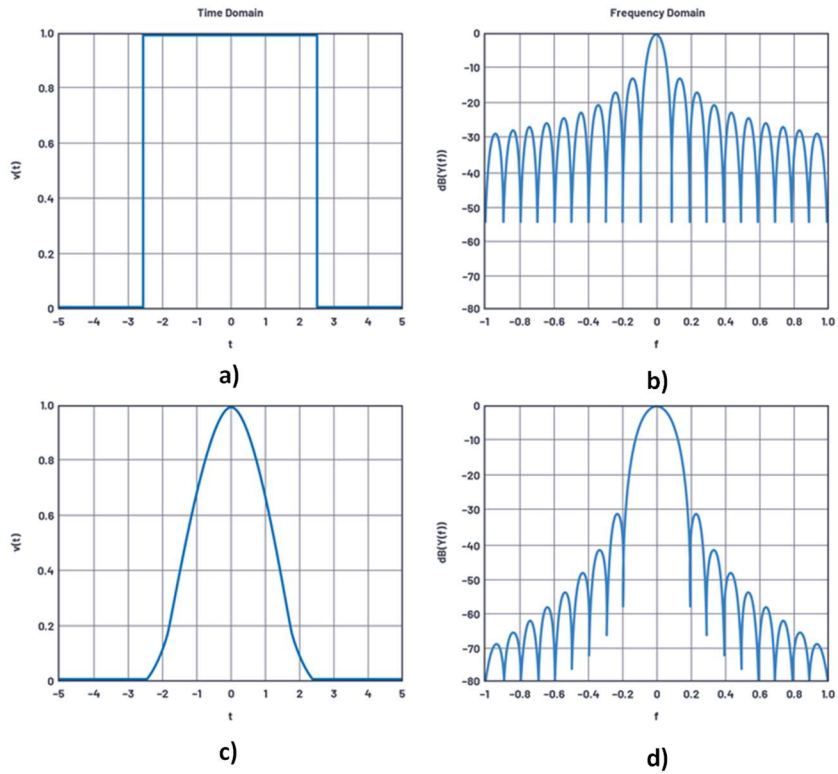 Time Domain
v(t)
1.0
0.8
0.6
0.4
0.2
0
-5 -4 -3 -2 -1 0 1 2 3 4 5
t
a)
Frequency Domain
dB(Y(f))
0
-10
-20
-30
-40
-50
-60
-70
-80
-1 -0.8 -0.6 -0.4 -0.2 0 0.2 0.4 0.6 0.8 1.0
f
b)
v(t)
1.0
0.8
0.6
0.4
0.2
0
-5 -4 -3 -2 -1 0 1 2 3 4 5
t
c)
dB(Y(f))
0
-10
-20
-30
-40
-50
-60
-70
-80
-1 -0.8 -0.6 -0.4 -0.2 0 0.2 0.4 0.6 0.8 1.0
f
d)